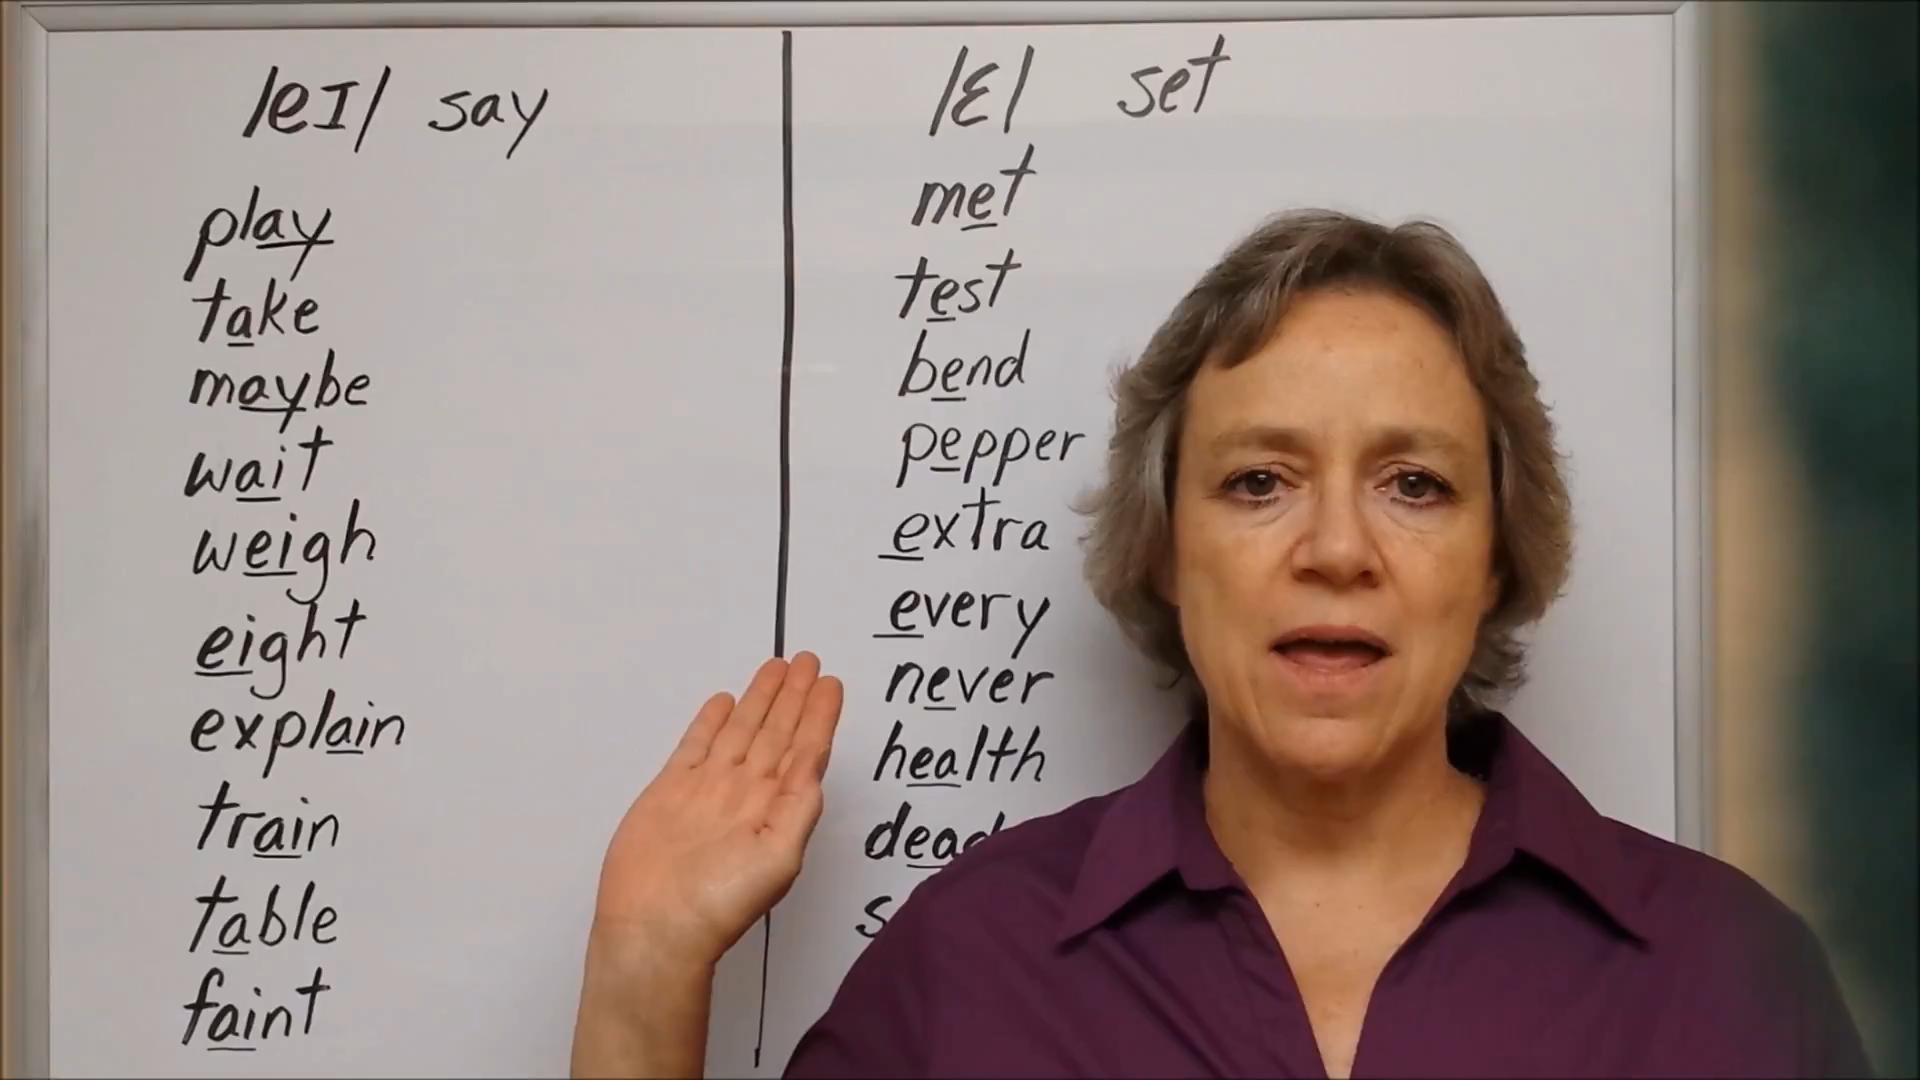 /eɪ/ say
play
take
maybe
wait
weigh
eight
explain
train
table
faint
/ɛ/ set
met
test
bend
pepper
extra
every
never
health